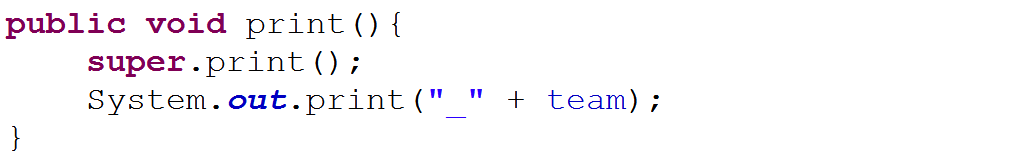 public void print(){
    super.print();
    System.out.print("_" + team);
}